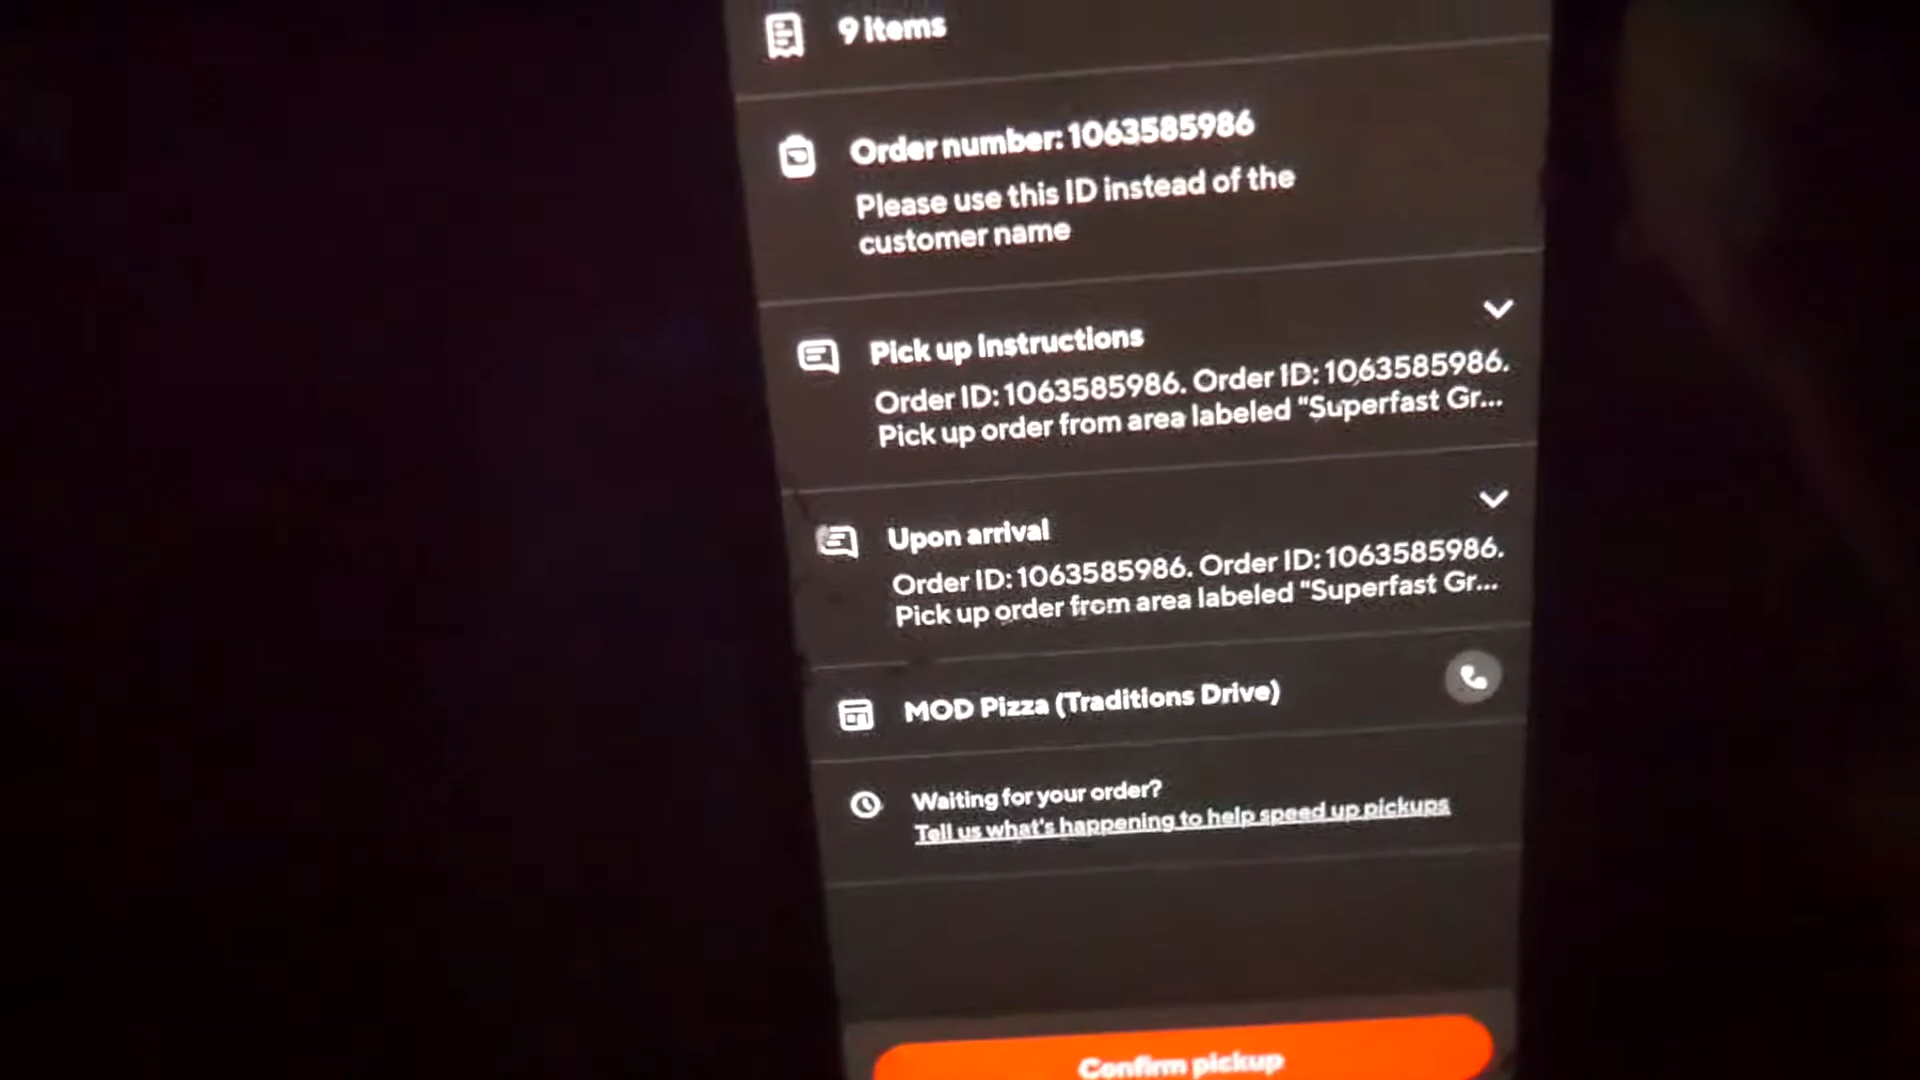 9 items
Order number: 1063585986
Please use this ID instead of the
customer name
Pick up Instructions
Order ID: 1063585986. Order ID: 1063585986.
Pick up order from area labeled "Superfast Gr...
Upon arrival
Order ID: 1063585986. Order ID: 1063585986.
Pick up order from area labeled "Superfast Gr...
MOD Pizza (Traditions Drive)
Waiting for your order?
Tell us what's happening to help speed up pickups
Confirm pickup